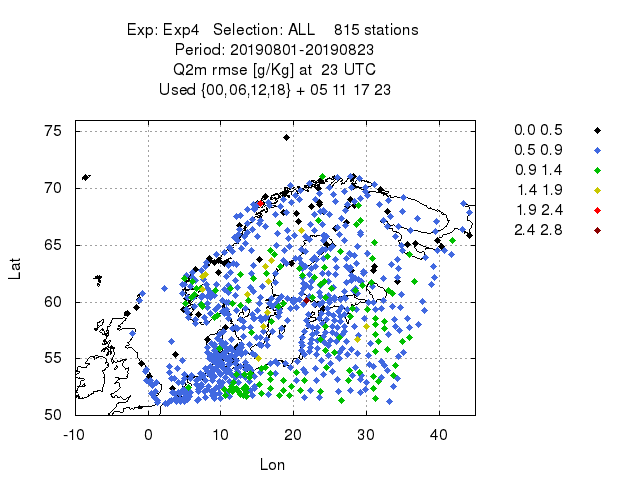 Exp: Exp4 Selection: ALL 815 stations
Period: 20190801-20190823
Q2m rmse [g/Kg] at 23 UTC
Used {00,06,12,18} + 05 11 17 23
75
70
65
60
55
50
-10 0 10 20 30 40
Lat
Lon
0.0 0.5
0.5 0.9
0.9 1.4
1.4 1.9
1.9 2.4
2.4 2.8